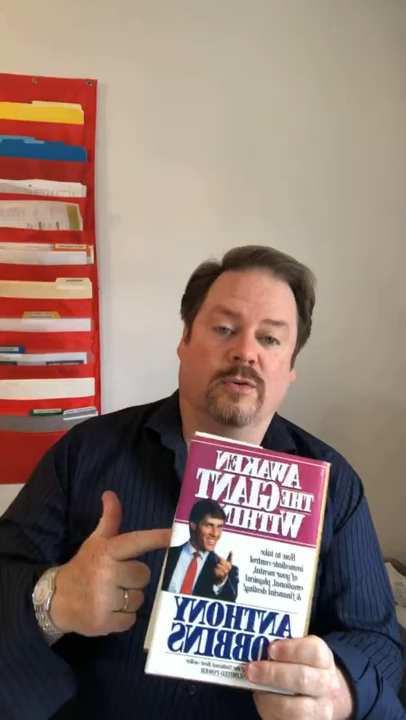 AWAKEN
THE GIANT
WITHIN
How to take
immediate control
of your mental,
emotional, physical
& financial destiny!
ANTHONY
ROBBINS